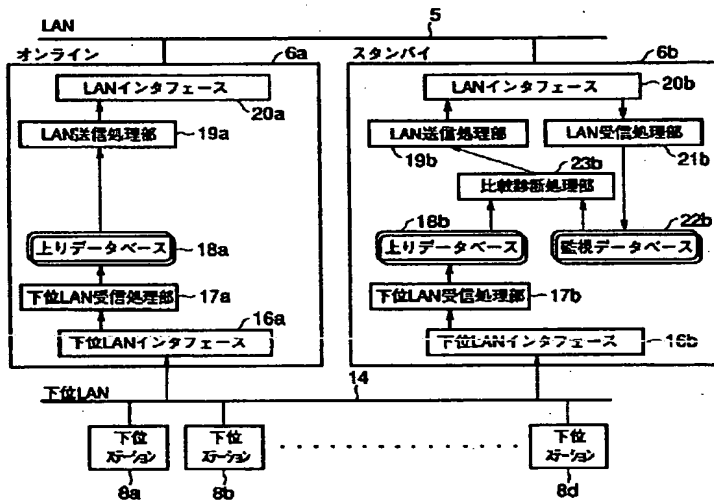 LAN
5
オンライン
6a
スタンバイ
6b
LANインタフェース
20a
LAN送信処理部
19a
上りデータベース
18a
下位LAN受信処理部
17a
16a
下位LANインタフェース
LANインタフェース
20b
LAN送信処理部
19b
LAN受信処理部
21b
23b
比較診断処理部
18b
上りデータベース
22b
監視データベース
下位LAN受信処理部
17b
下位LANインタフェース
16b
下位LAN
14
下位
ステーション
8a
下位
ステーション
8b
下位
ステーション
8d